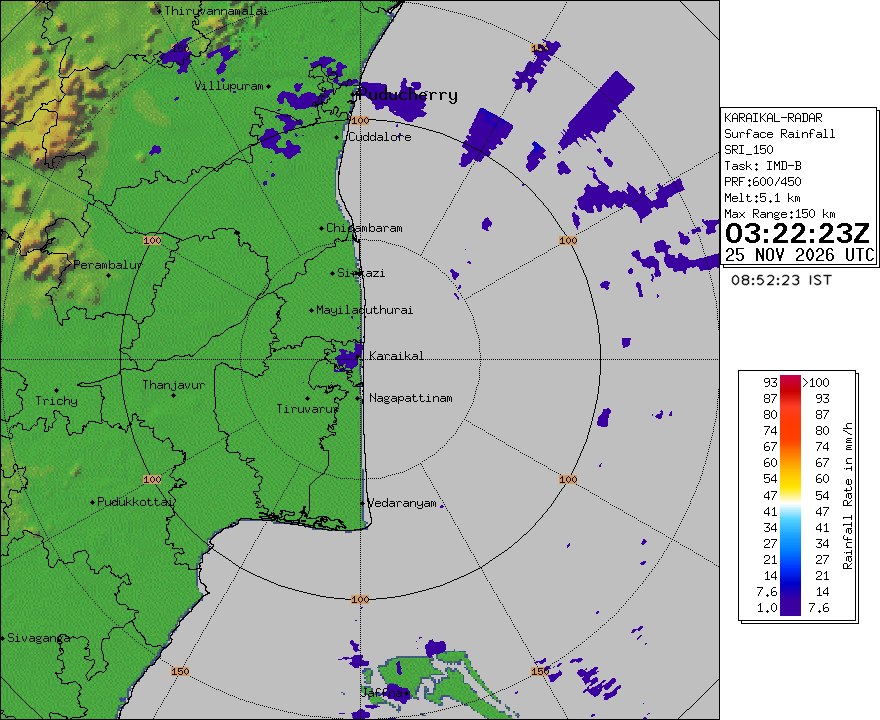 Thiruvannamalai
150
150
Villupuram
Puducherry
100
Cuddalore
KARAIKAL-RADAR
Surface Rainfall
SRI_150
Task: IMD-B
PRF:600/450
Melt:5.1 km
Max Range:150 km
03:22:23Z
25 NOV 2026 UTC
08:52:23 IST
Chidambaram
100
100
Perambalur
Sirkazi
Mayiladuthurai
Karaikal
Thanjavur
Trichy
Tiruvarur
Nagapattinam
93 >100
87 93
80 87
74 80
67 74
60 67
54 60
47 54
41 47
34 41
27 34
21 27
14 21
7.6 14
1.0 7.6
Rainfall Rate in mm/h
100
100
Pudukkottai
Vedaranyam
100
Sivaganga
150
150
Jaffna